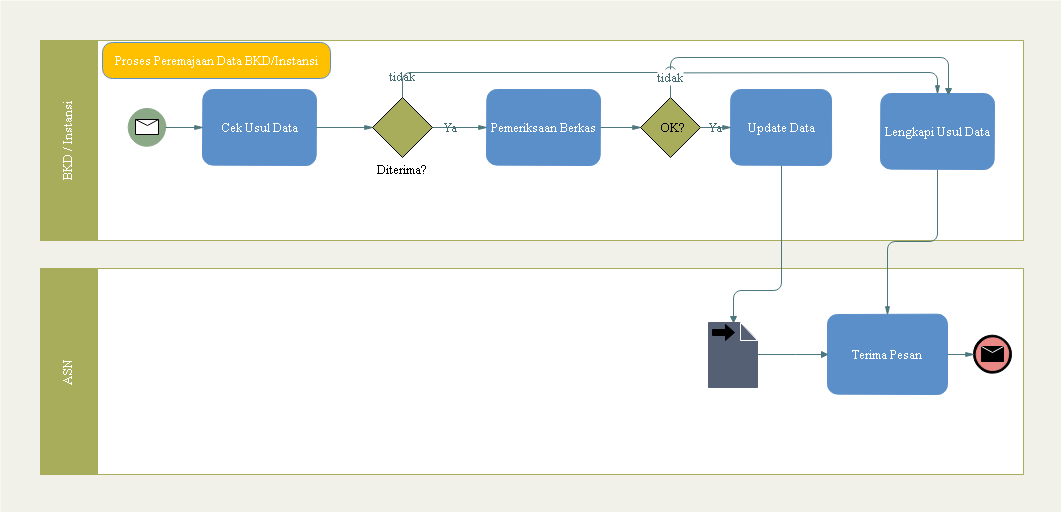 Proses Peremajaan Data BKD/Instansi
BKD / Instansi
tidak
tidak
Cek Usul Data
Ya
Pemeriksaan Berkas
OK?
Ya
Update Data
Lengkapi Usul Data
Diterima?
ASN
Terima Pesan